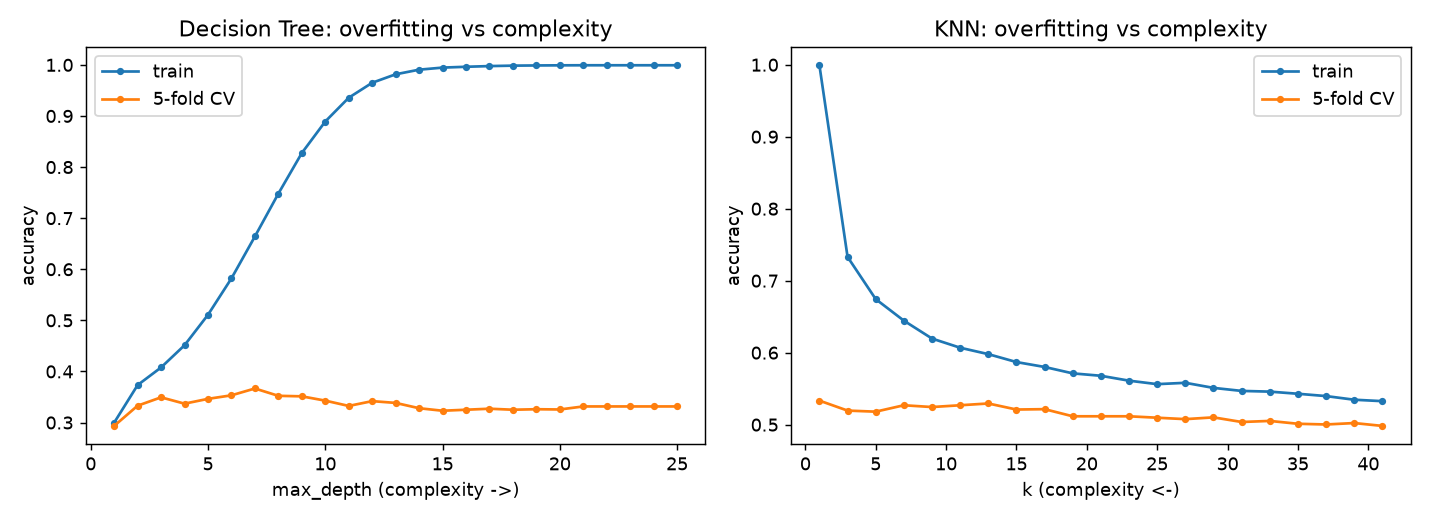 Decision Tree: overfitting vs complexity
train
5-fold CV
accuracy
1.0
0.9
0.8
0.7
0.6
0.5
0.4
0.3
0 5 10 15 20 25
max_depth (complexity ->)
KNN: overfitting vs complexity
train
5-fold CV
accuracy
1.0
0.9
0.8
0.7
0.6
0.5
0 5 10 15 20 25 30 35 40
k (complexity <-)